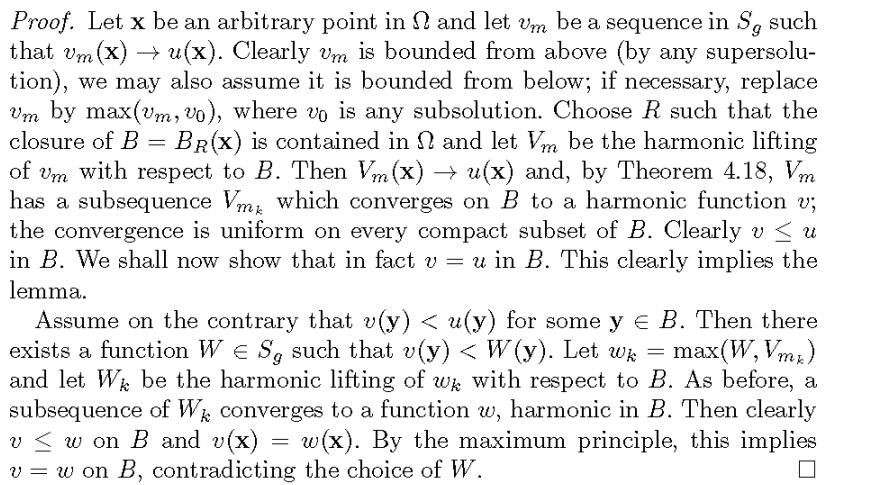 Proof. Let x be an arbitrary point in Ω and let v_m be a sequence in S_g such
that v_m(x) → u(x). Clearly v_m is bounded from above (by any supersolu-
tion), we may also assume it is bounded from below; if necessary, replace
v_m by max(v_m, v_0), where v_0 is any subsolution. Choose R such that the
closure of B = B_R(x) is contained in Ω and let V_m be the harmonic lifting
of v_m with respect to B. Then V_m(x) → u(x) and, by Theorem 4.18, V_m
has a subsequence V_{m_k} which converges on B to a harmonic function v;
the convergence is uniform on every compact subset of B. Clearly v ≤ u
in B. We shall now show that in fact v = u in B. This clearly implies the
lemma.
Assume on the contrary that v(y) < u(y) for some y ∈ B. Then there
exists a function W ∈ S_g such that v(y) < W(y). Let w_k = max(W, V_{m_k})
and let W_k be the harmonic lifting of w_k with respect to B. As before, a
subsequence of W_k converges to a function w, harmonic in B. Then clearly
v ≤ w on B and v(x) = w(x). By the maximum principle, this implies
v = w on B, contradicting the choice of W. □